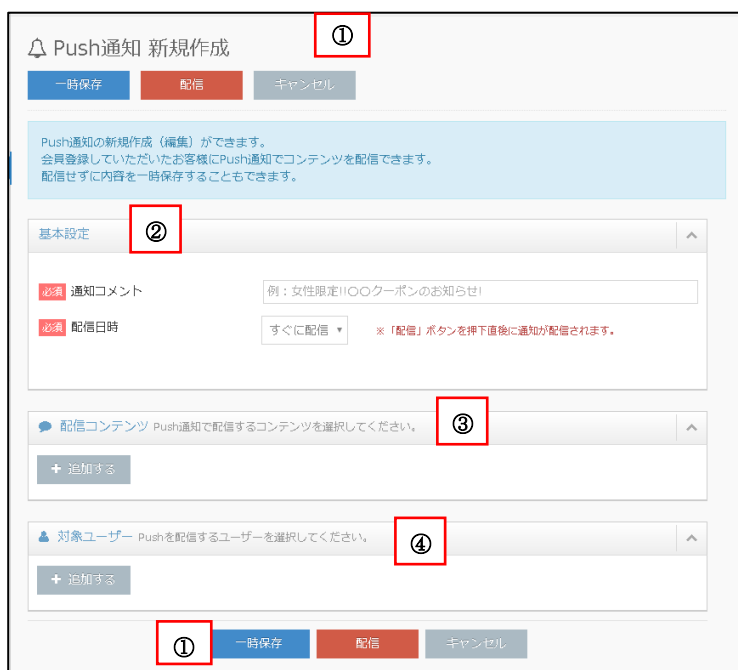 ①
Push通知 新規作成
一時保存 配信 キャンセル
Push通知の新規作成（編集）ができます。
会員登録していただいたお客様にPush通知でコンテンツを配信できます。
配信せずに内容を一時保存することもできます。
基本設定 ②
必須 通知コメント 例：女性限定!!〇〇クーポンのお知らせ!
必須 配信日時 すぐに配信 ▼ ※「配信」ボタンを押下直後に通知が配信されます。
配信コンテンツ Push通知で配信するコンテンツを選択してください。 ③
+ 追加する
対象ユーザー Pushを配信するユーザーを選択してください。 ④
+ 追加する
① 一時保存 配信 キャンセル